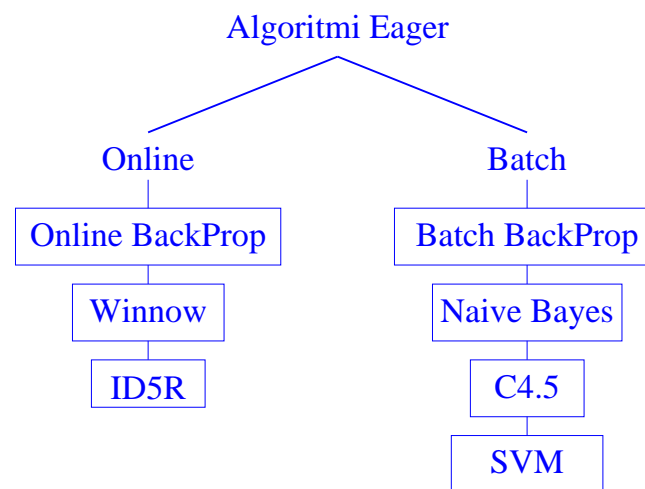 Algoritmi Eager
Online
Batch
Online BackProp
Batch BackProp
Winnow
Naive Bayes
ID5R
C4.5
SVM